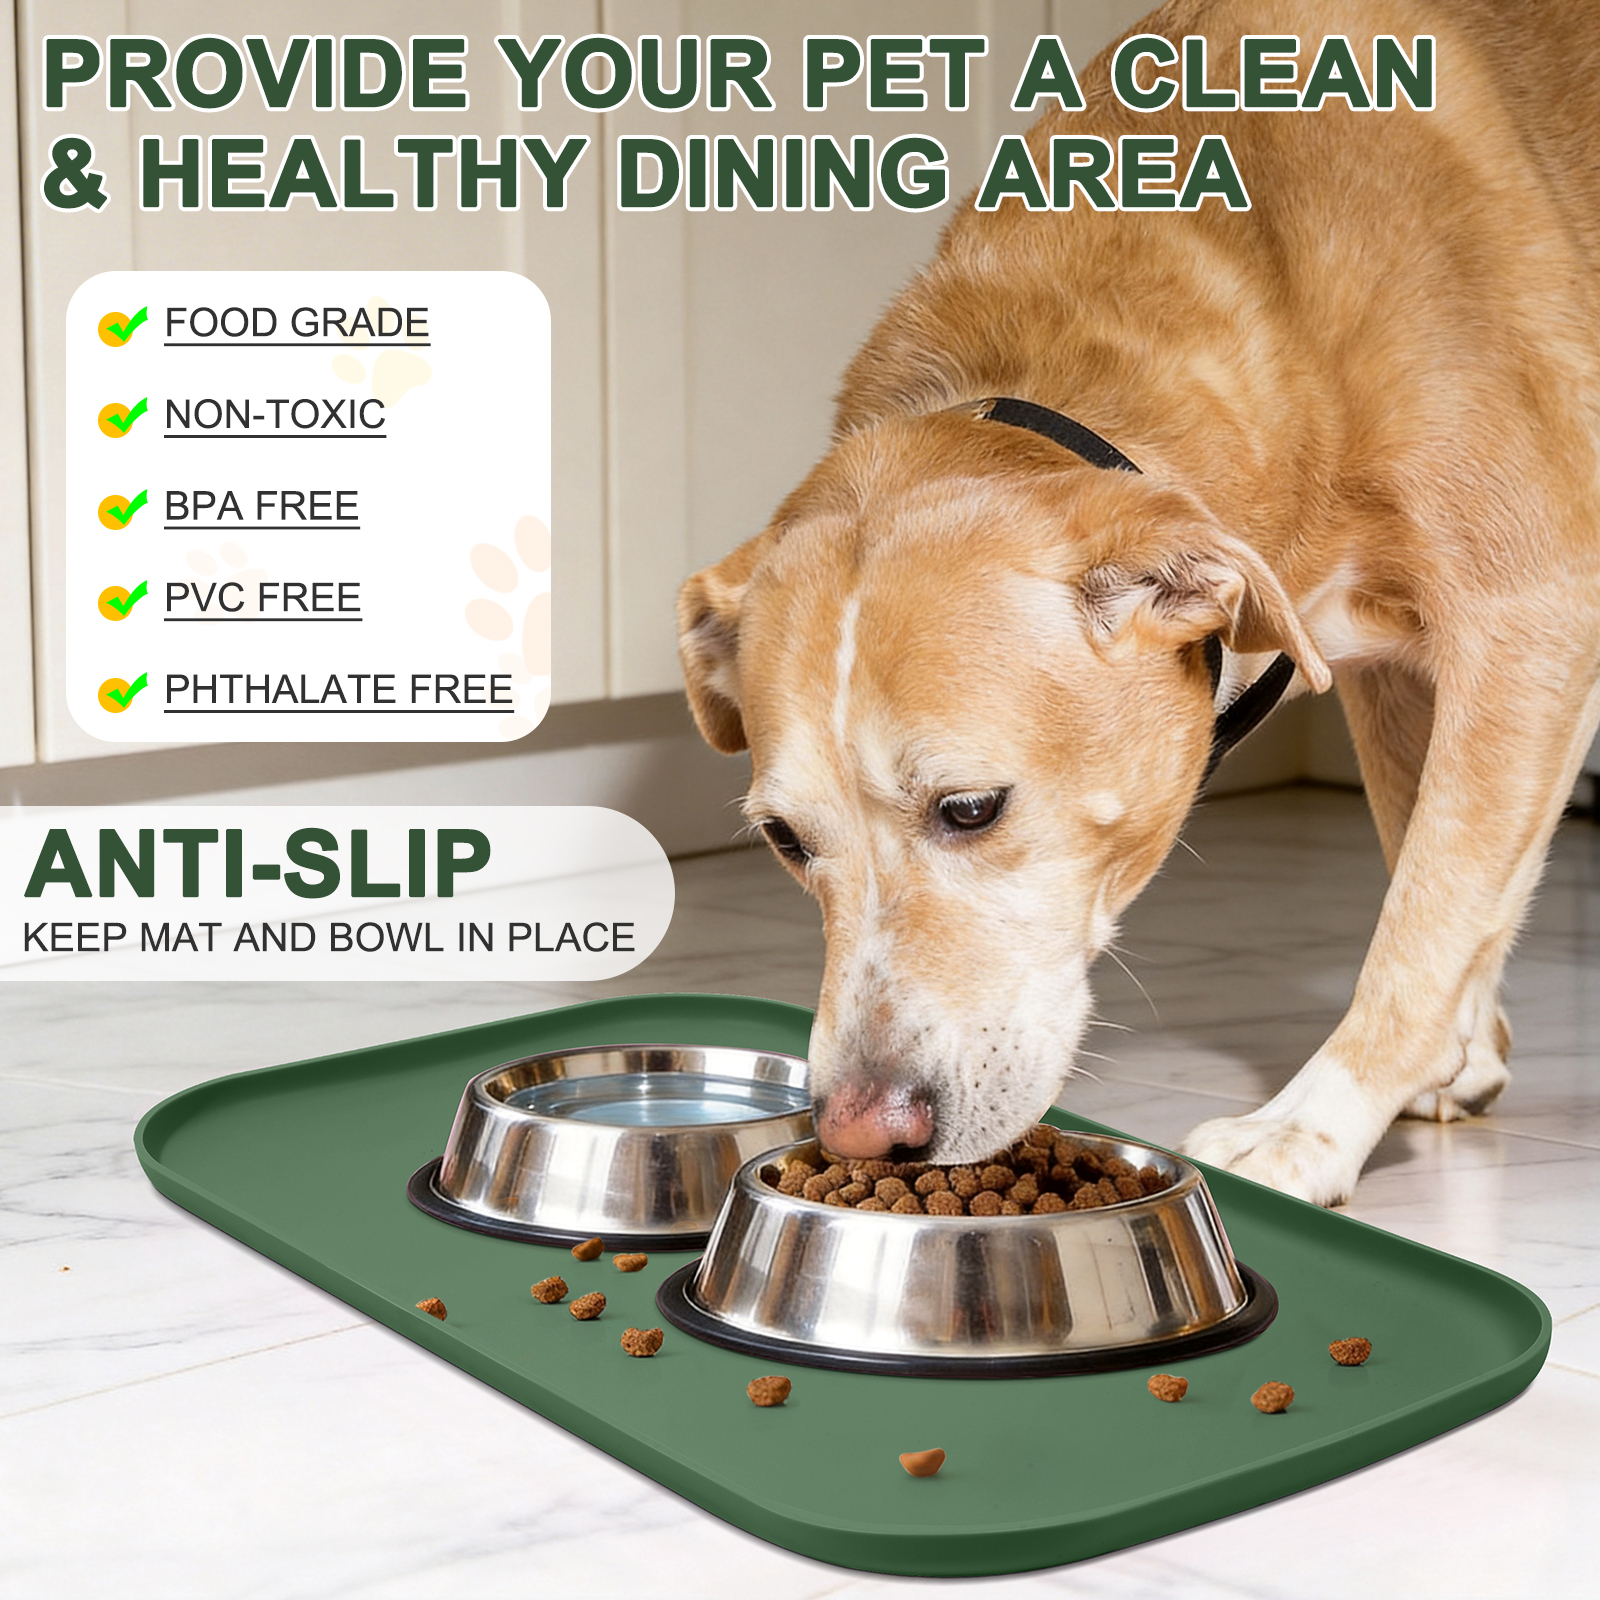 PROVIDE YOUR PET A CLEAN
& HEALTHY DINING AREA
FOOD GRADE
NON-TOXIC
BPA FREE
PVC FREE
PHTHALATE FREE
ANTI-SLIP
KEEP MAT AND BOWL IN PLACE